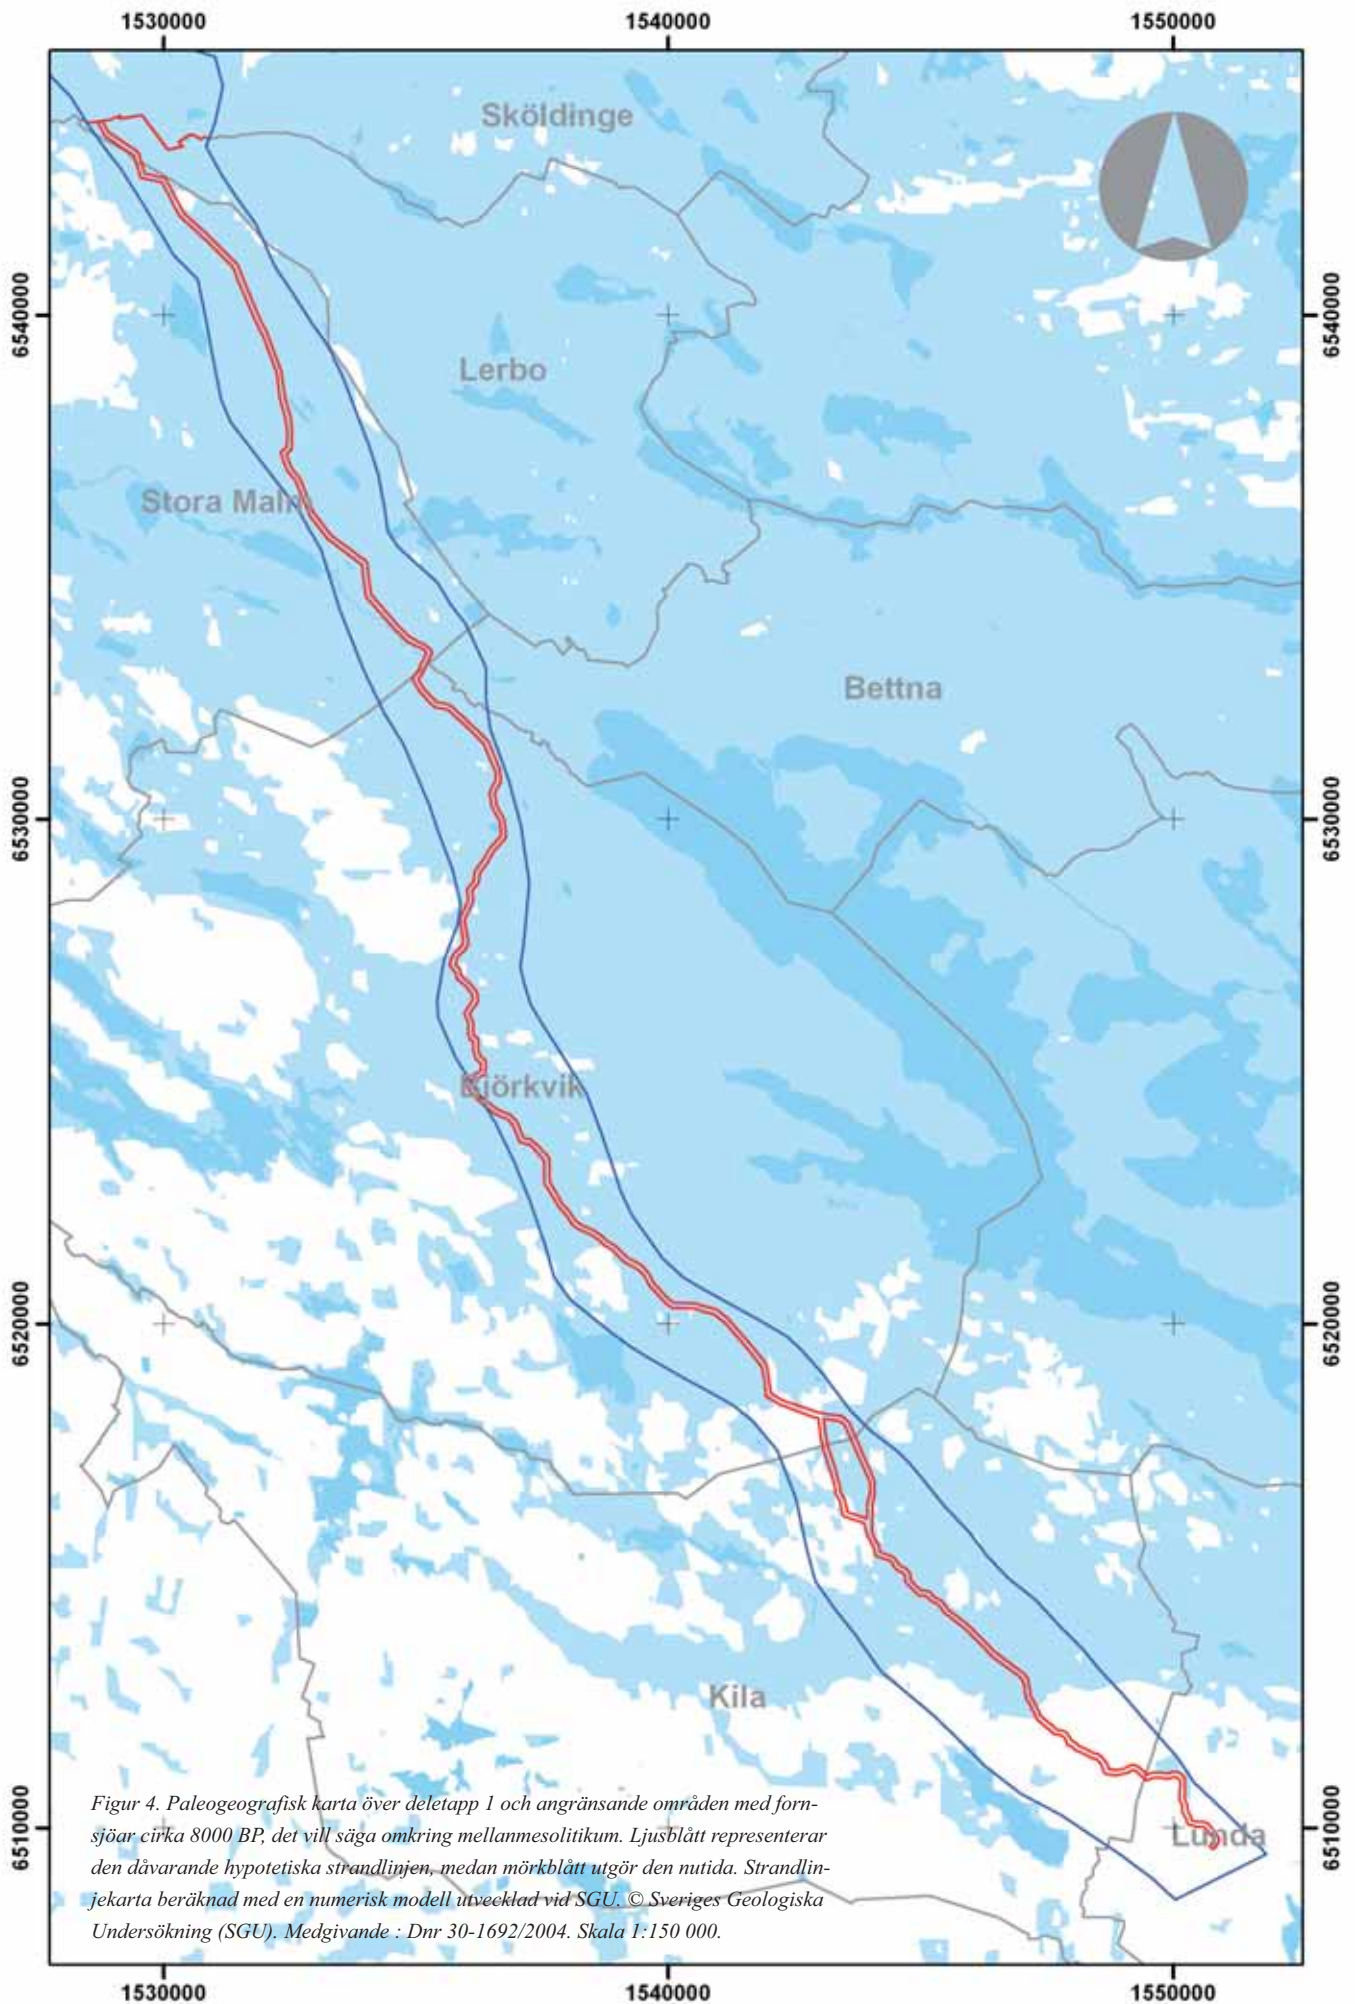 1530000 1540000 1550000
Sköldinge
6540000 6540000
Lerbo
Stora Malm
Bettna
6530000 6530000
Björkvik
6520000 6520000
Kila
6510000 6510000
Lunda
Figur 4. Paleogeografisk karta över deletapp 1 och angränsande områden med forn-
sjöar cirka 8000 BP, det vill säga omkring mellanmesolitikum. Ljusblått representerar
den dåvarande hypotetiska strandlinjen, medan mörkblått utgör den nutida. Strandlin-
jekarta beräknad med en numerisk modell utvecklad vid SGU. © Sveriges Geologiska
Undersökning (SGU). Medgivande : Dnr 30-1692/2004. Skala 1:150 000.
1530000 1540000 1550000